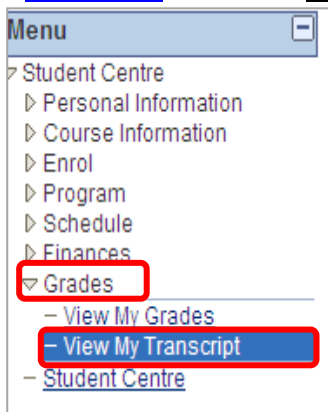 Menu
Student Centre
Personal Information
Course Information
Enrol
Program
Schedule
Finances
Grades
– View My Grades
– View My Transcript
– Student Centre